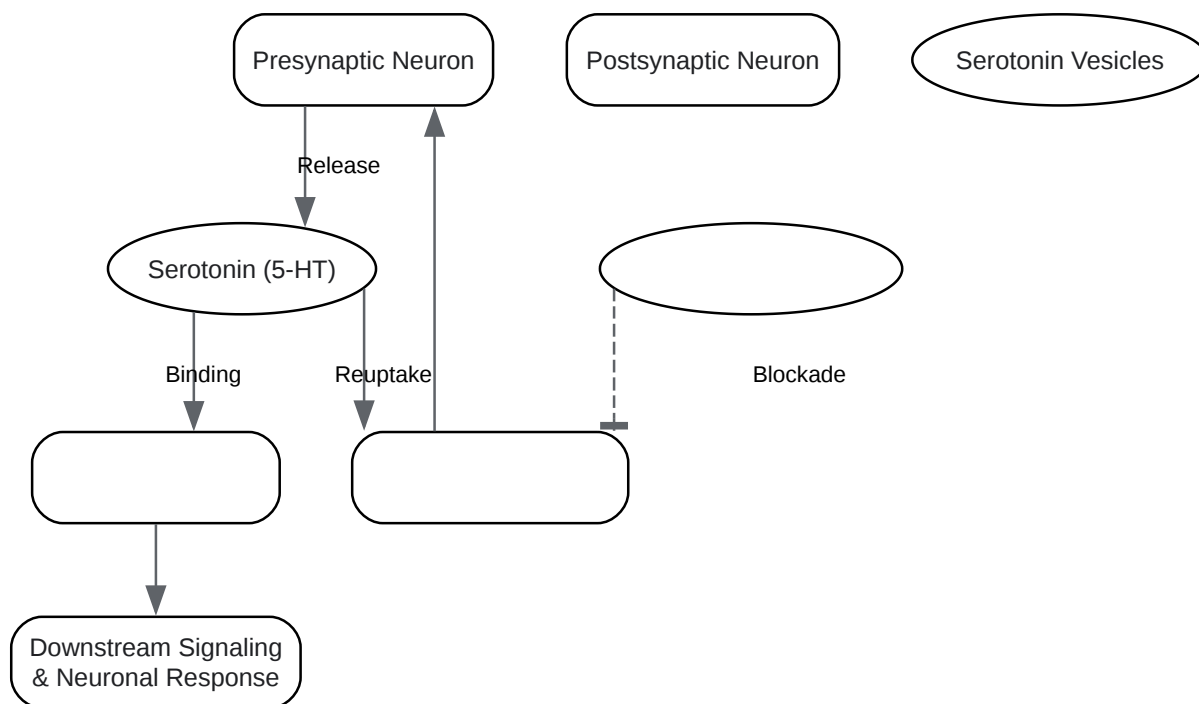 Presynaptic Neuron
Postsynaptic Neuron
Serotonin Vesicles
Release
Serotonin (5-HT)
Binding
Reuptake
Blockade
Downstream Signaling
& Neuronal Response